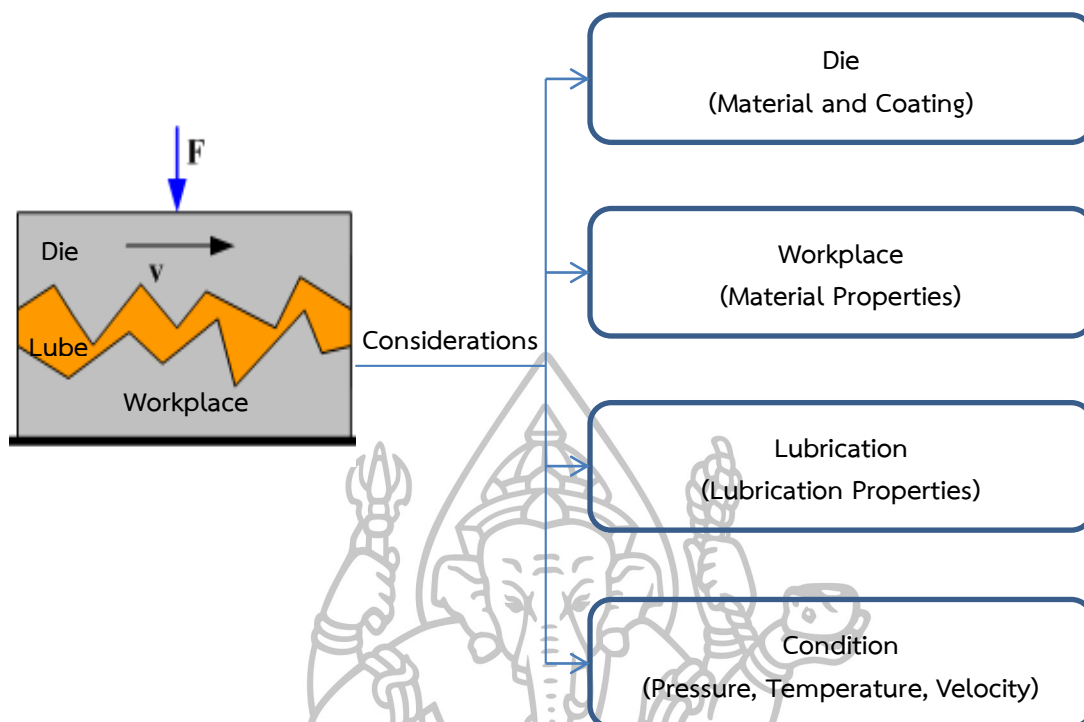 F
Die
v
Lube
Workplace
Considerations
Die
(Material and Coating)
Workplace
(Material Properties)
Lubrication
(Lubrication Properties)
Condition
(Pressure, Temperature, Velocity)